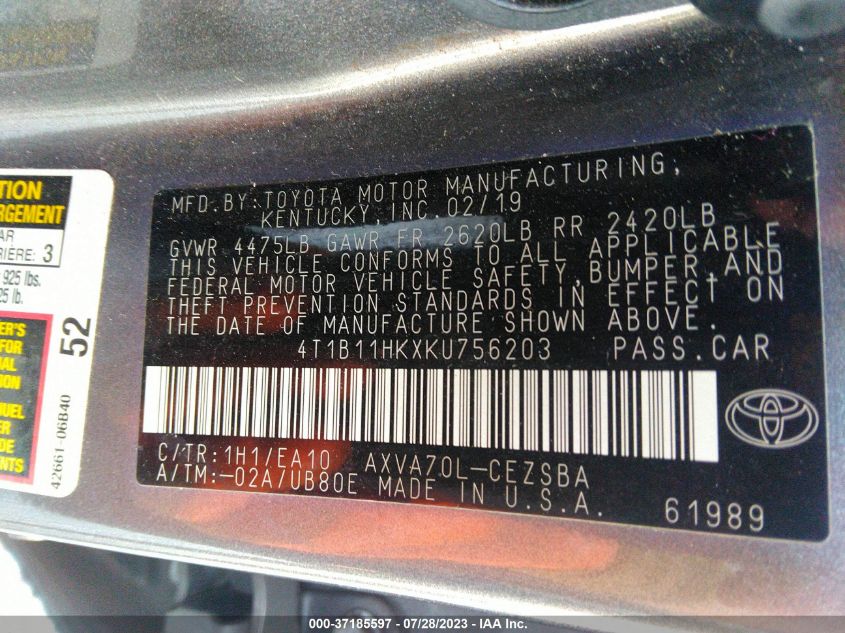 MFD.BY:TOYOTA MOTOR MANUFACTURING,
KENTUCKY,INC.02/19
GVWR 4475LB GAWR FR 2620LB RR 2420LB
THIS VEHICLE CONFORMS TO ALL APPLICABLE
FEDERAL MOTOR VEHICLE SAFETY,BUMPER,AND
THEFT PREVENTION STANDARDS IN EFFECT ON
THE DATE OF MANUFACTURE SHOWN ABOVE.
4T1B11HKXKU756203 PASS.CAR
C/TR:1H1/EA10 AXVA70L-CEZSBA
A/TM:-02A/UB80E MADE IN U.S.A.
61989
TION
RGEMENT
AR
RIÈRE: 3
925 lbs.
25 lb.
52
ER'S
FOR
NAL
TION
UEL
ER
DE
ENTS
42661-06B40
000-37185597 - 07/28/2023 - IAA Inc.